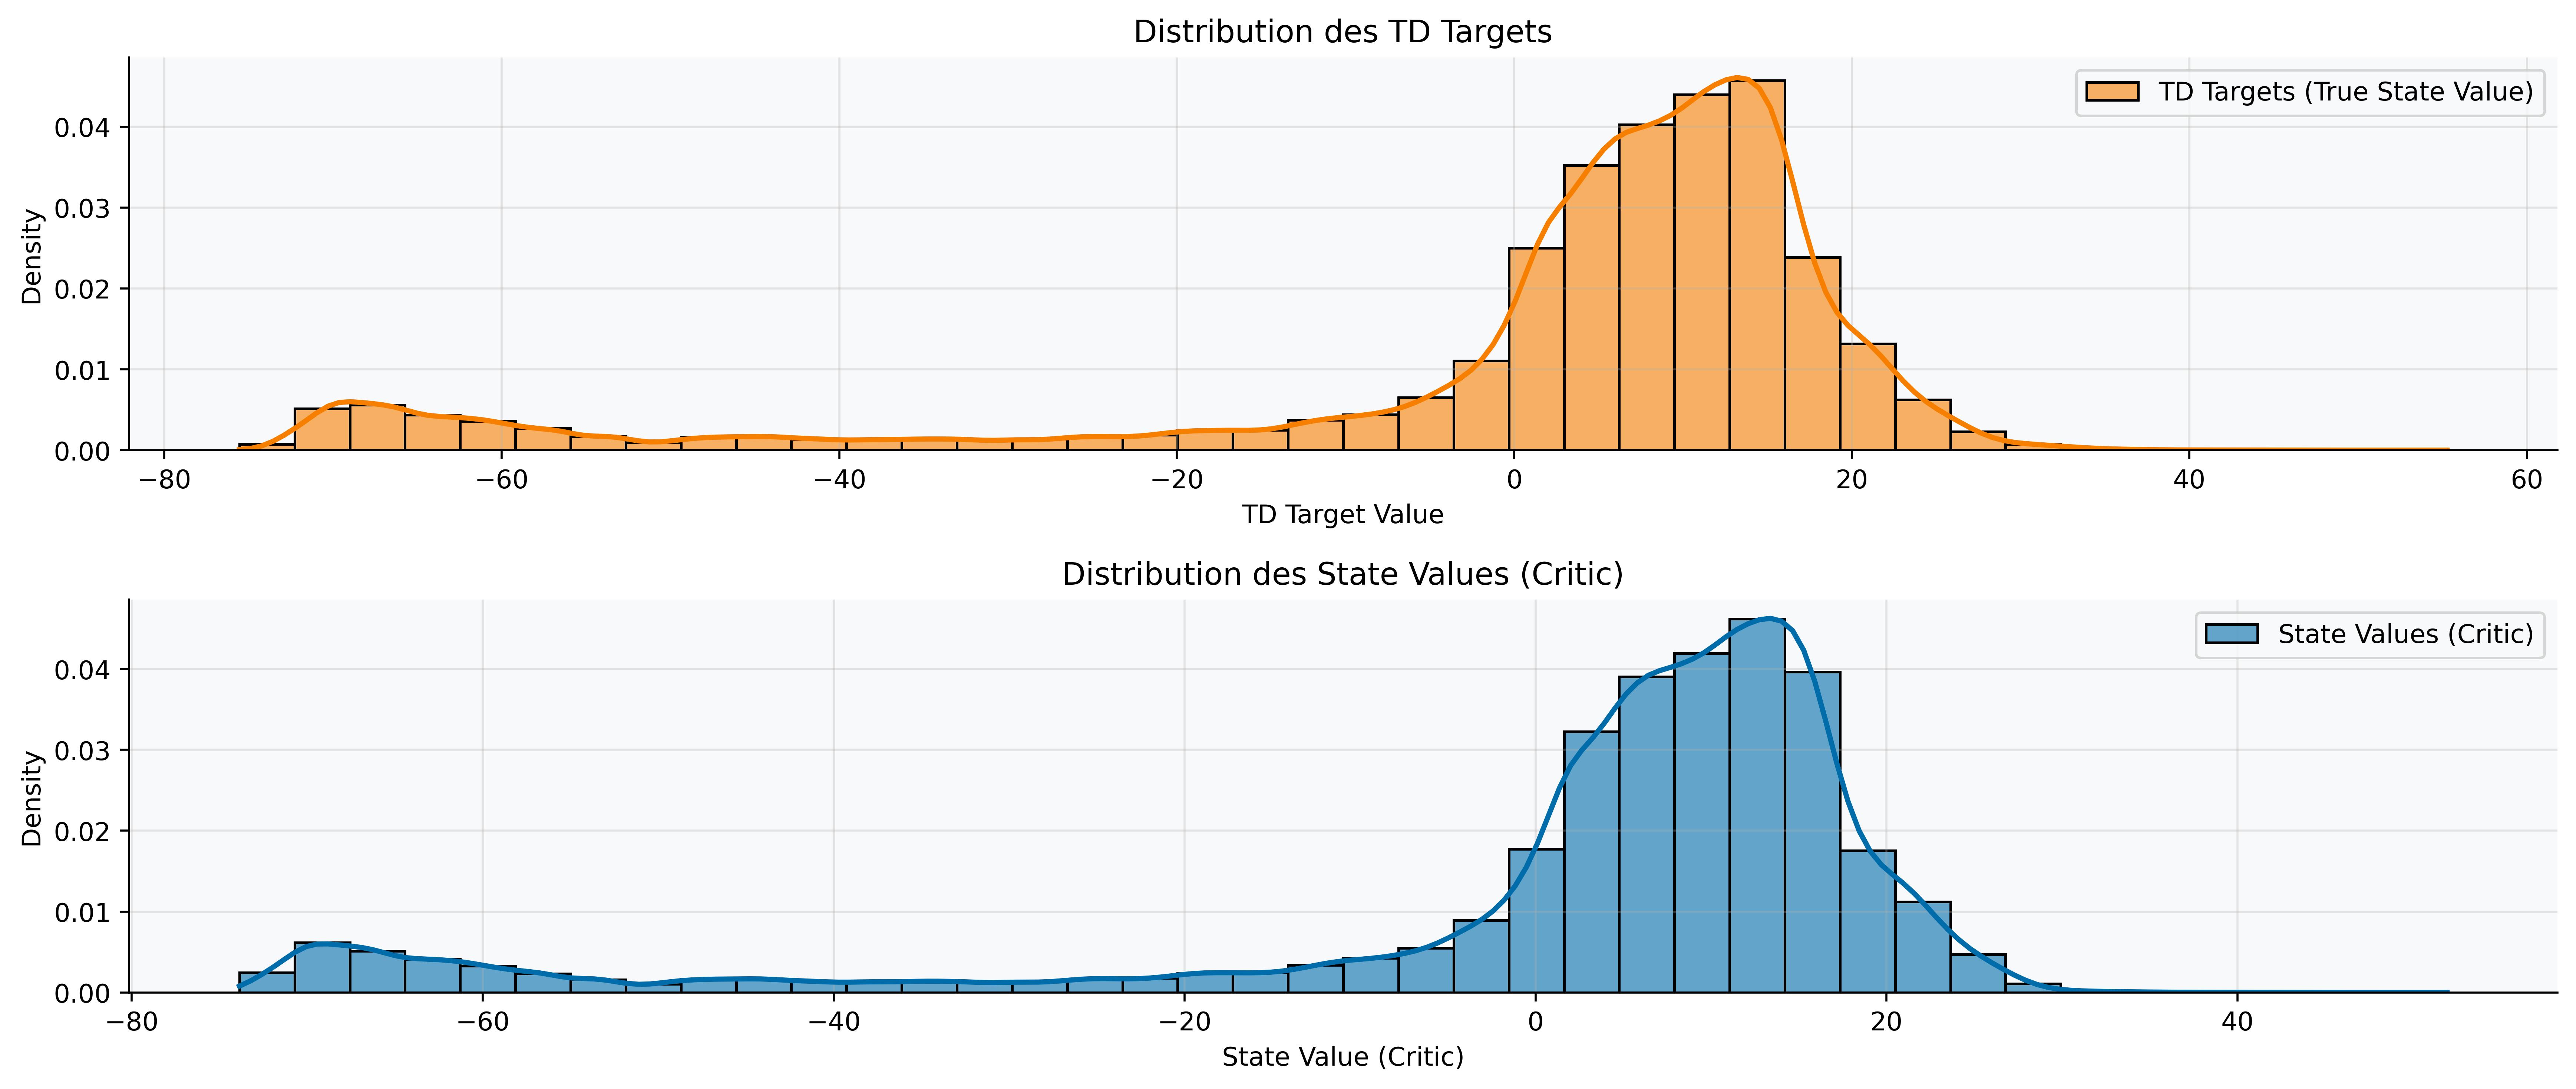 Distribution des TD Targets
TD Targets (True State Value)
Density
0.04
0.03
0.02
0.01
0.00
−80 −60 −40 −20 0 20 40 60
TD Target Value
Distribution des State Values (Critic)
State Values (Critic)
Density
0.04
0.03
0.02
0.01
0.00
−80 −60 −40 −20 0 20 40
State Value (Critic)